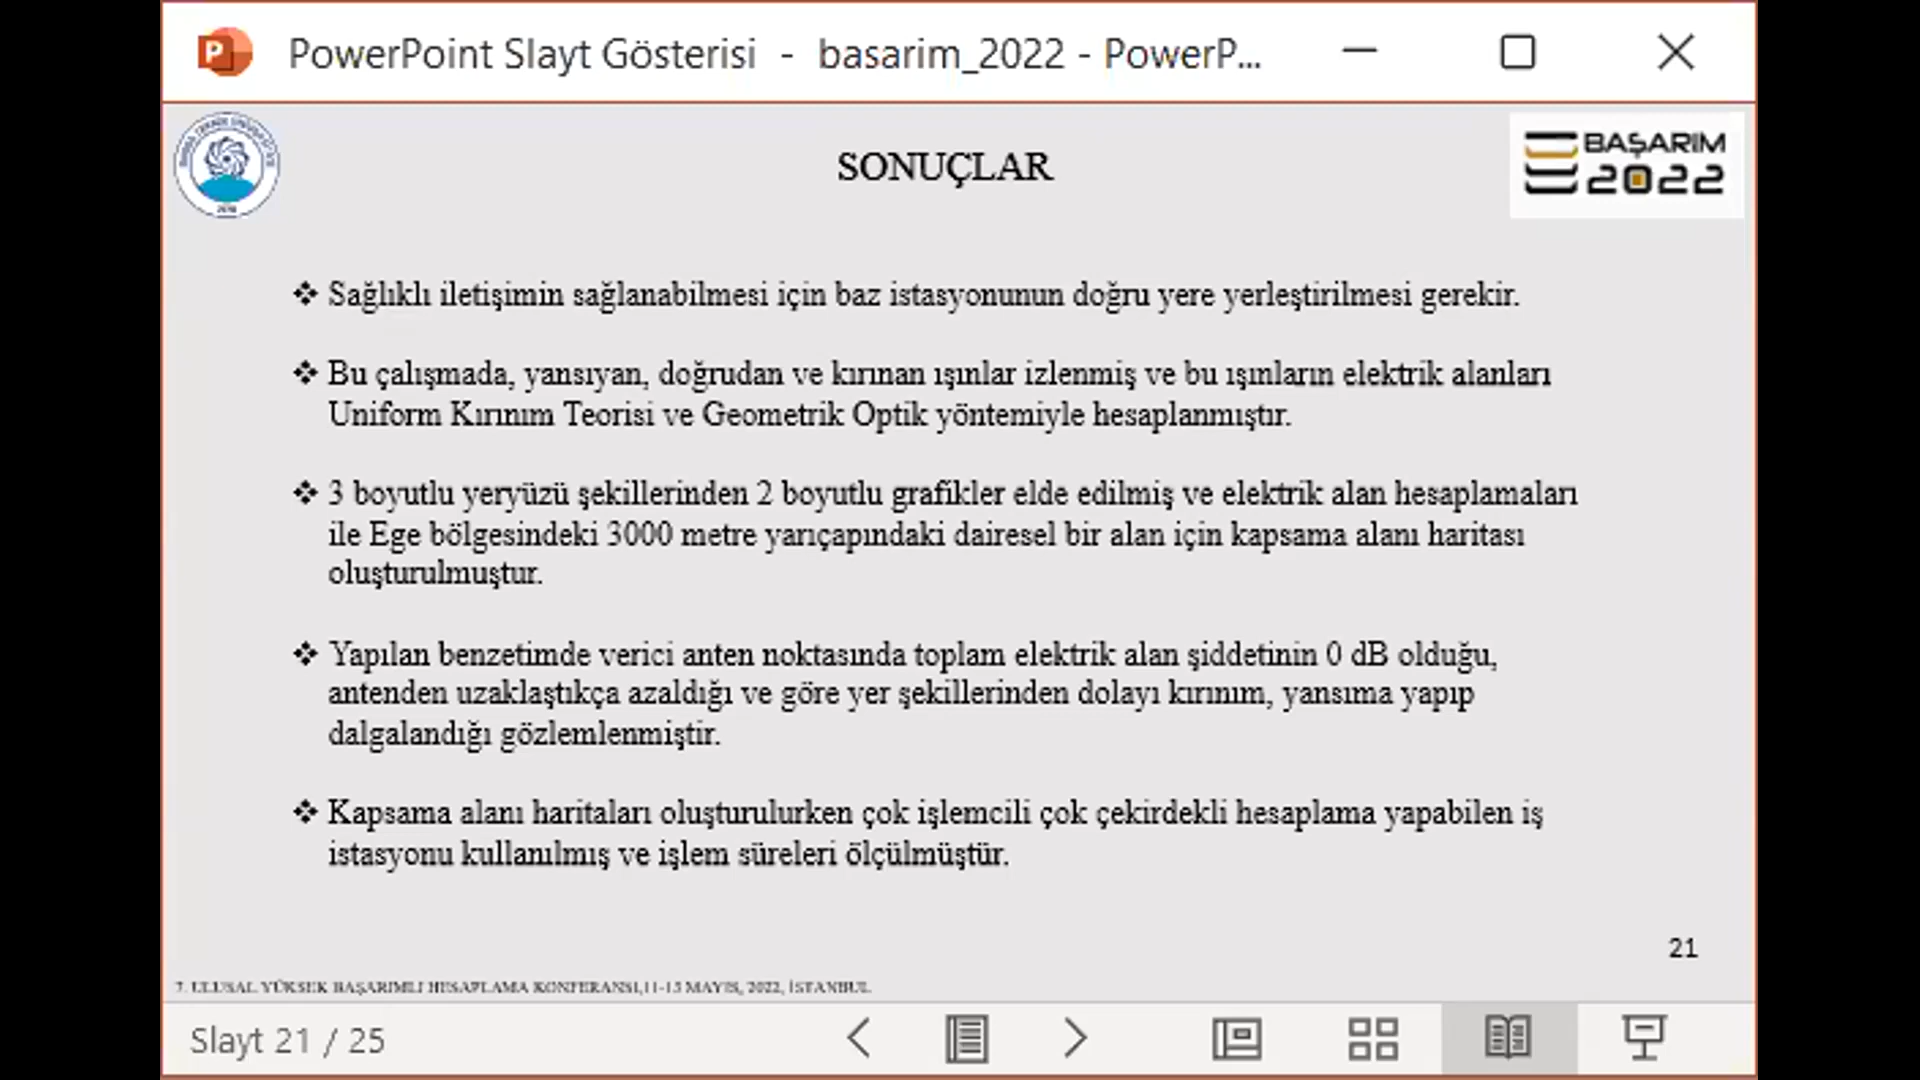 PowerPoint Slayt Gösterisi - basarim_2022 - PowerP...
SONUÇLAR
BAŞARIM
2022
❖ Sağlıklı iletişimin sağlanabilmesi için baz istasyonunun doğru yere yerleştirilmesi gerekir.
❖ Bu çalışmada, yansıyan, doğrudan ve kırınan ışınlar izlenmiş ve bu ışınların elektrik alanları
Uniform Kırınım Teorisi ve Geometrik Optik yöntemiyle hesaplanmıştır.
❖ 3 boyutlu yeryüzü şekillerinden 2 boyutlu grafikler elde edilmiş ve elektrik alan hesaplamaları
ile Ege bölgesindeki 3000 metre yarıçapındaki dairesel bir alan için kapsama alanı haritası
oluşturulmuştur.
❖ Yapılan benzetimde verici anten noktasında toplam elektrik alan şiddetinin 0 dB olduğu,
antenden uzaklaştıkça azaldığı ve göre yer şekillerinden dolayı kırınım, yansıma yapıp
dalgalandığı gözlemlenmiştir.
❖ Kapsama alanı haritaları oluşturulurken çok işlemcili çok çekirdekli hesaplama yapabilen iş
istasyonu kullanılmış ve işlem süreleri ölçülmüştür.
21
7. ULUSAL YÜKSEK BAŞARIMLI HESAPLAMA KONFERANSI, MAYIS, 2022, İSTANBUL
Slayt 21 / 25